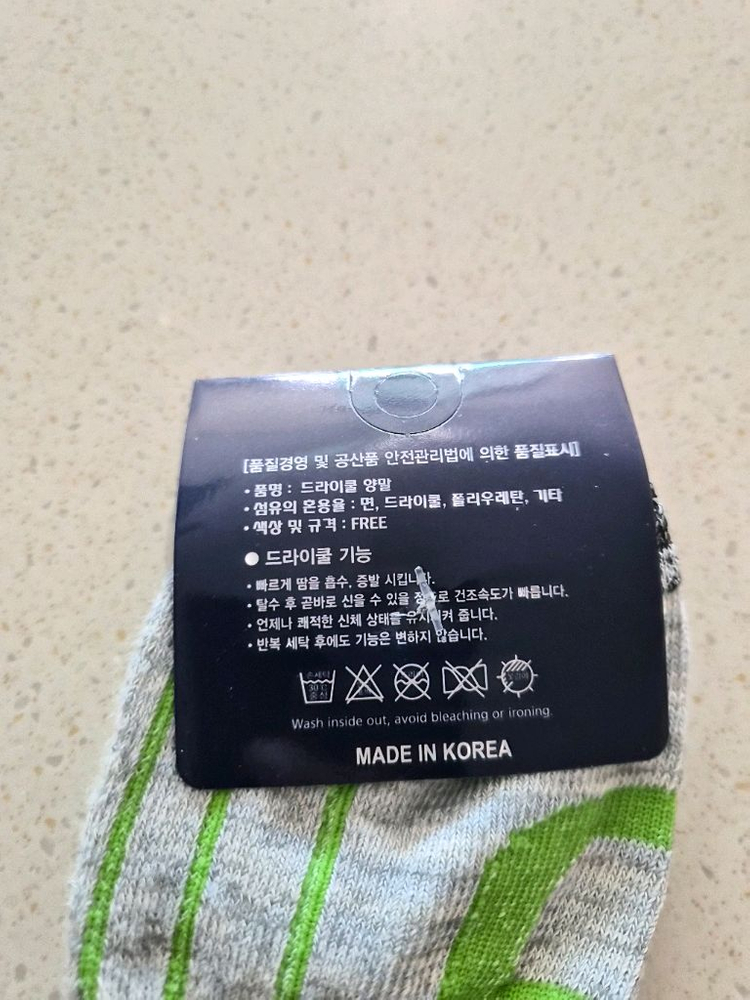 [품질경영 및 공산품 안전관리법에 의한 품질표시]
• 품명 : 드라이쿨 양말
• 섬유의 혼용율 : 면, 드라이쿨, 폴리우레탄, 기타
• 색상 및 규격 : FREE
● 드라이쿨 기능
• 빠르게 땀을 흡수, 증발 시킵니다.
• 탈수 후 곧바로 신을 수 있을 정도로 건조속도가 빠릅니다.
• 언제나 쾌적한 신체 상태를 유지시켜 줍니다.
• 반복 세탁 후에도 기능은 변하지 않습니다.
손세탁
30℃
중성
Wash inside out, avoid bleaching or ironing.
MADE IN KOREA